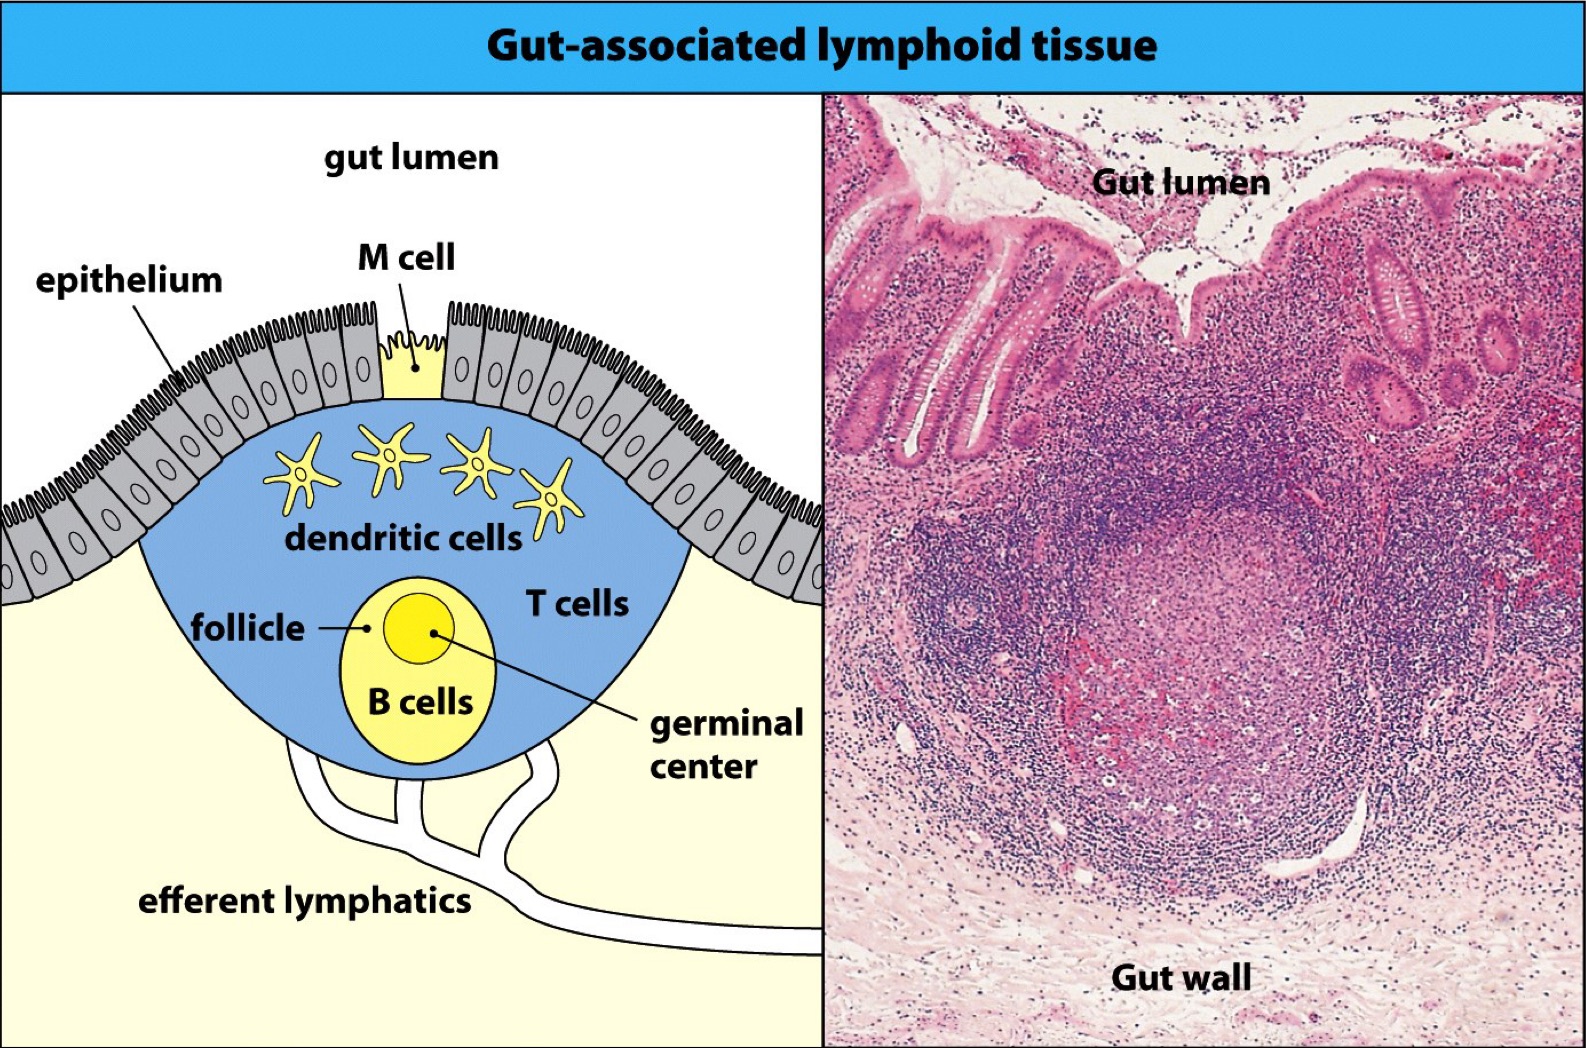 Gut-associated lymphoid tissue
gut lumen
M cell
epithelium
dendritic cells
T cells
follicle
B cells
germinal
center
efferent lymphatics
Gut lumen
Gut wall